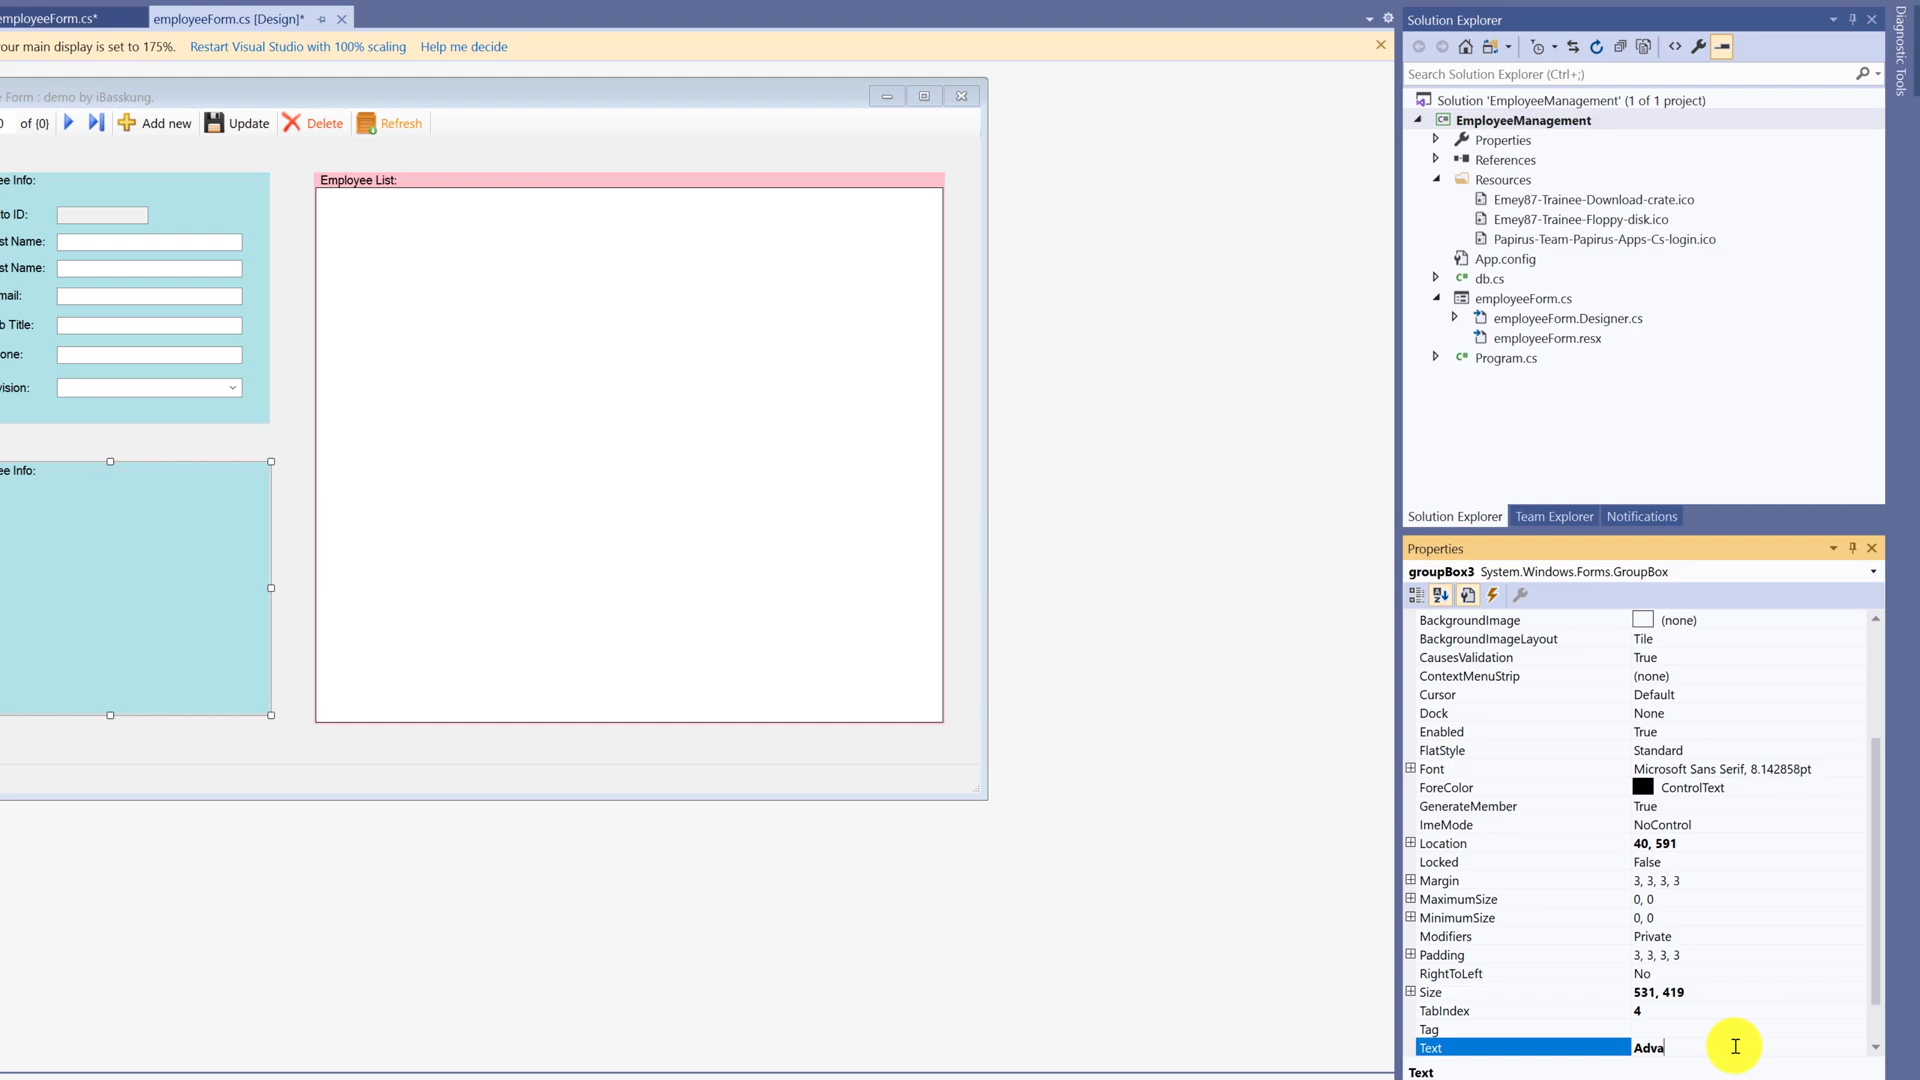 employeeForm.cs*
employeeForm.cs [Design]*
our main display is set to 175%. Restart Visual Studio with 100% scaling Help me decide
e Form : demo by iBasskung.
0 of {0} Add new Update Delete Refresh
ee Info:
to ID:
st Name:
st Name:
mail:
b Title:
one:
vision:
Employee List:
ee Info:
Solution Explorer
Search Solution Explorer (Ctrl+;)
Solution 'EmployeeManagement' (1 of 1 project)
EmployeeManagement
Properties
References
Resources
Emey87-Trainee-Download-crate.ico
Emey87-Trainee-Floppy-disk.ico
Papirus-Team-Papirus-Apps-Cs-login.ico
App.config
db.cs
employeeForm.cs
employeeForm.Designer.cs
employeeForm.resx
Program.cs
Solution Explorer Team Explorer Notifications
Properties
groupBox3 System.Windows.Forms.GroupBox
BackgroundImage (none)
BackgroundImageLayout Tile
CausesValidation True
ContextMenuStrip (none)
Cursor Default
Dock None
Enabled True
FlatStyle Standard
Font Microsoft Sans Serif, 8.142858pt
ForeColor ControlText
GenerateMember True
ImeMode NoControl
Location 40, 591
Locked False
Margin 3, 3, 3, 3
MaximumSize 0, 0
MinimumSize 0, 0
Modifiers Private
Padding 3, 3, 3, 3
RightToLeft No
Size 531, 419
TabIndex 4
Tag
Text Adva
Text
Diagnostic Tools